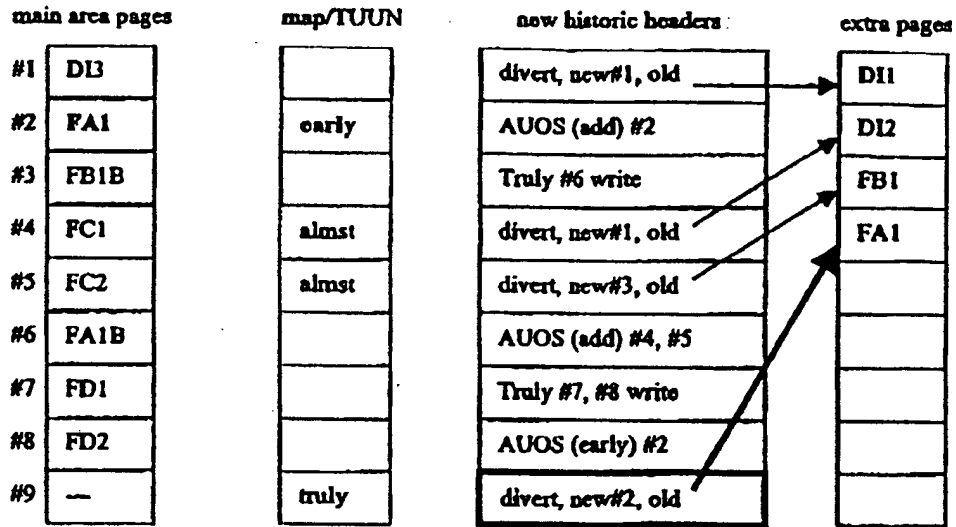 main area pages map/TUUN new historic headers: extra pages
#1 DI3 divert, new#1, old DI1
#2 FA1 early AUOS (add) #2 DI2
#3 FB1B Truly #6 write FB1
#4 FC1 almst divert, new#1, old FA1
#5 FC2 almst divert, new#3, old
#6 FA1B AUOS (add) #4, #5
#7 FD1 Truly #7, #8 write
#8 FD2 AUOS (early) #2
#9 — truly divert, new#2, old